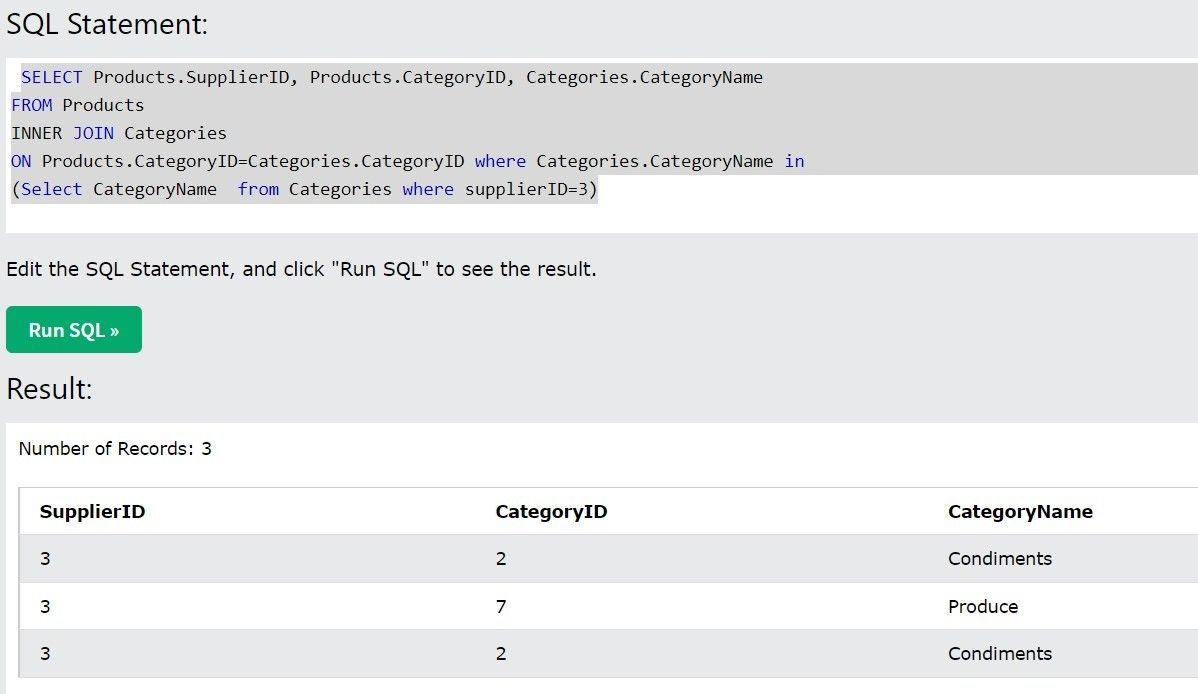 SQL Statement:
SELECT Products.SupplierID, Products.CategoryID, Categories.CategoryName
FROM Products
INNER JOIN Categories
ON Products.CategoryID=Categories.CategoryID where Categories.CategoryName in
(Select CategoryName  from Categories where supplierID=3)
Edit the SQL Statement, and click "Run SQL" to see the result.
Run SQL »
Result:
Number of Records: 3
SupplierID CategoryID CategoryName
3 2 Condiments
3 7 Produce
3 2 Condiments